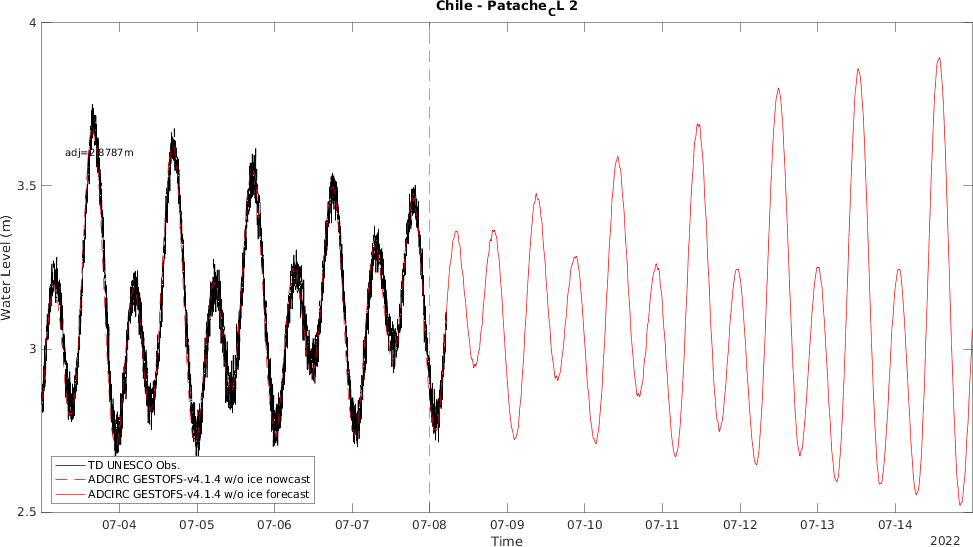 Chile - Patache_CL 2
4
adj=2.8787m
3.5
Water Level (m)
3
TD UNESCO Obs.
ADCIRC GESTOFS-v4.1.4 w/o ice nowcast
ADCIRC GESTOFS-v4.1.4 w/o ice forecast
2.5
07-04 07-05 07-06 07-07 07-08 07-09 07-10 07-11 07-12 07-13 07-14
Time
2022